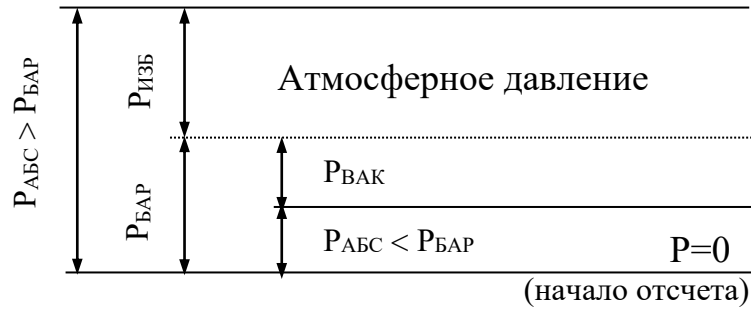 P_АБС > P_БАР
P_ИЗБ
Атмосферное давление
P_БАР
P_ВАК
P_АБС < P_БАР
P=0
(начало отсчета)